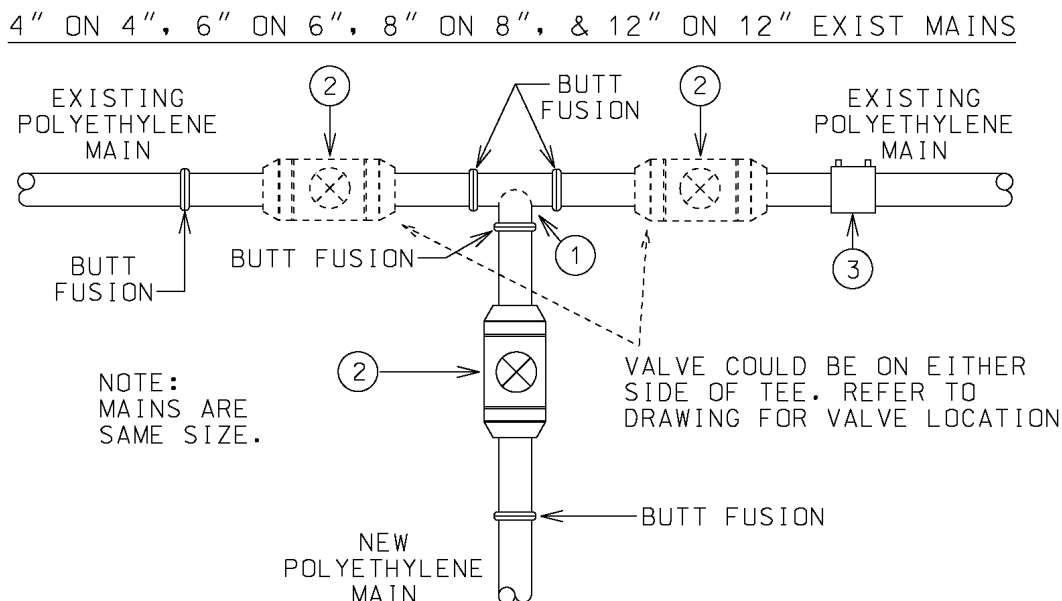 4" ON 4", 6" ON 6", 8" ON 8", & 12" ON 12" EXIST MAINS
EXISTING
POLYETHYLENE
MAIN
2
BUTT
FUSION
2
EXISTING
POLYETHYLENE
MAIN
BUTT
FUSION
BUTT FUSION
1
3
2
NOTE:
MAINS ARE
SAME SIZE.
VALVE COULD BE ON EITHER
SIDE OF TEE. REFER TO
DRAWING FOR VALVE LOCATION
BUTT FUSION
NEW
POLYETHYLENE
MAIN